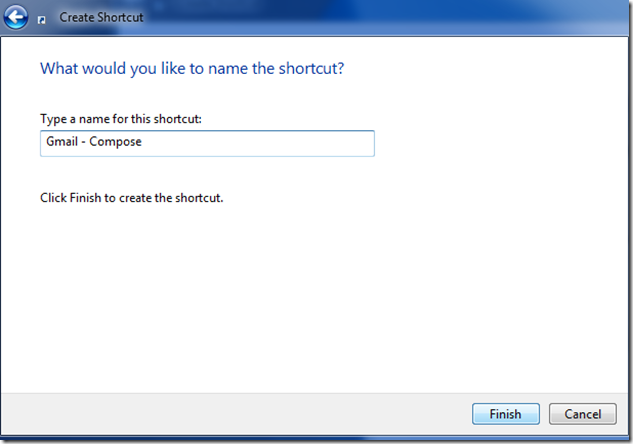 Create Shortcut
What would you like to name the shortcut?
Type a name for this shortcut:
Gmail - Compose
Click Finish to create the shortcut.
Finish
Cancel